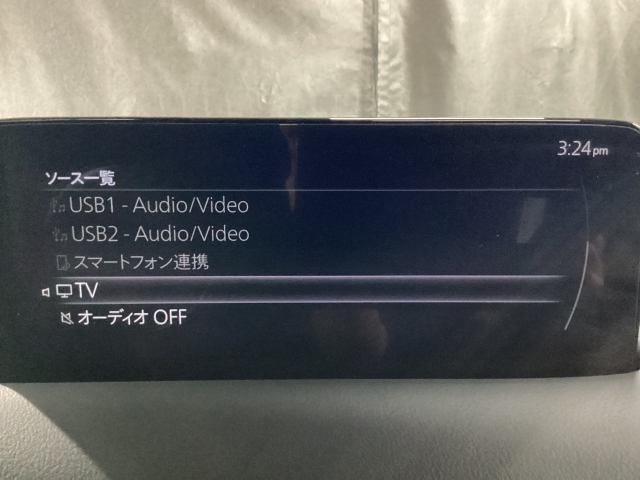 3:24pm
ソース一覧
USB1 - Audio/Video
USB2 - Audio/Video
スマートフォン連携
TV
オーディオ OFF